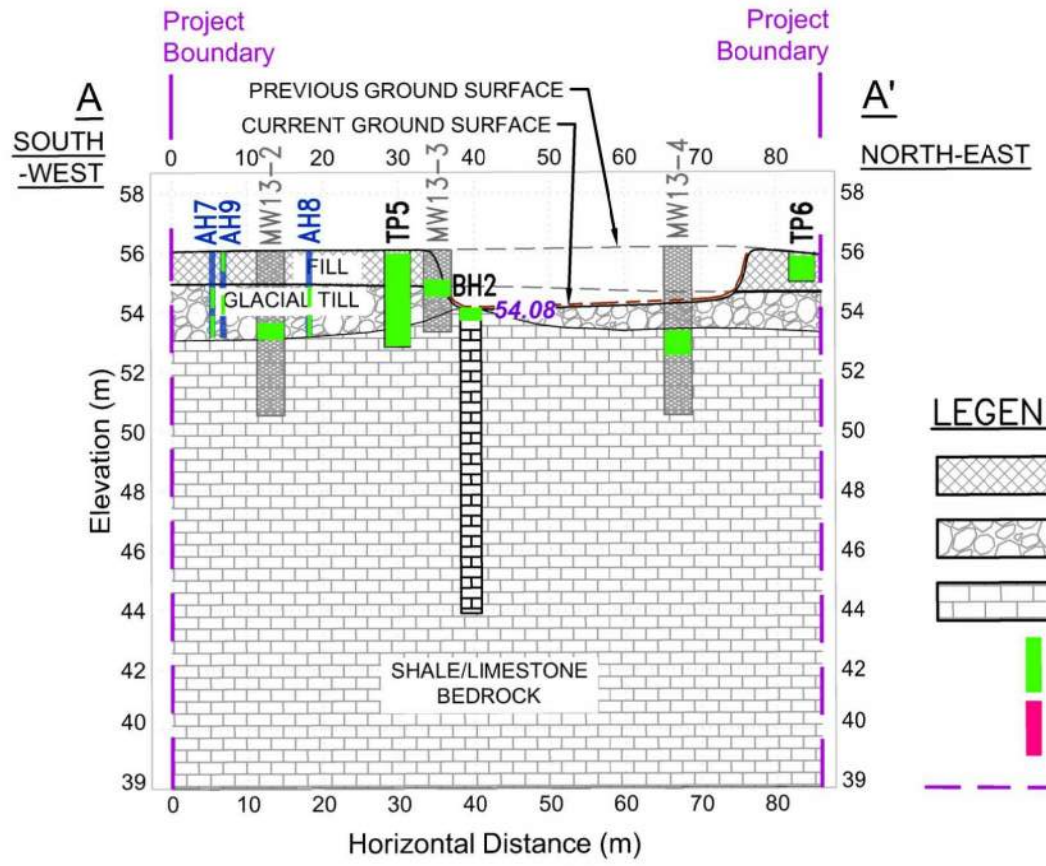 Project
Boundary
Project
Boundary
A
SOUTH
-WEST
PREVIOUS GROUND SURFACE
CURRENT GROUND SURFACE
A'
NORTH-EAST
0 10 20 30 40 50 60 70 80
AH7
AH9
MW13-2
AH8
TP5
MW13-3
BH2
MW13-4
TP6
FILL
GLACIAL TILL
54.08
SHALE/LIMESTONE
BEDROCK
Elevation (m)
58
56
54
52
50
48
46
44
42
40
39
58
56
54
52
50
48
46
44
42
40
39
0 10 20 30 40 50 60 70 80
Horizontal Distance (m)
LEGEN